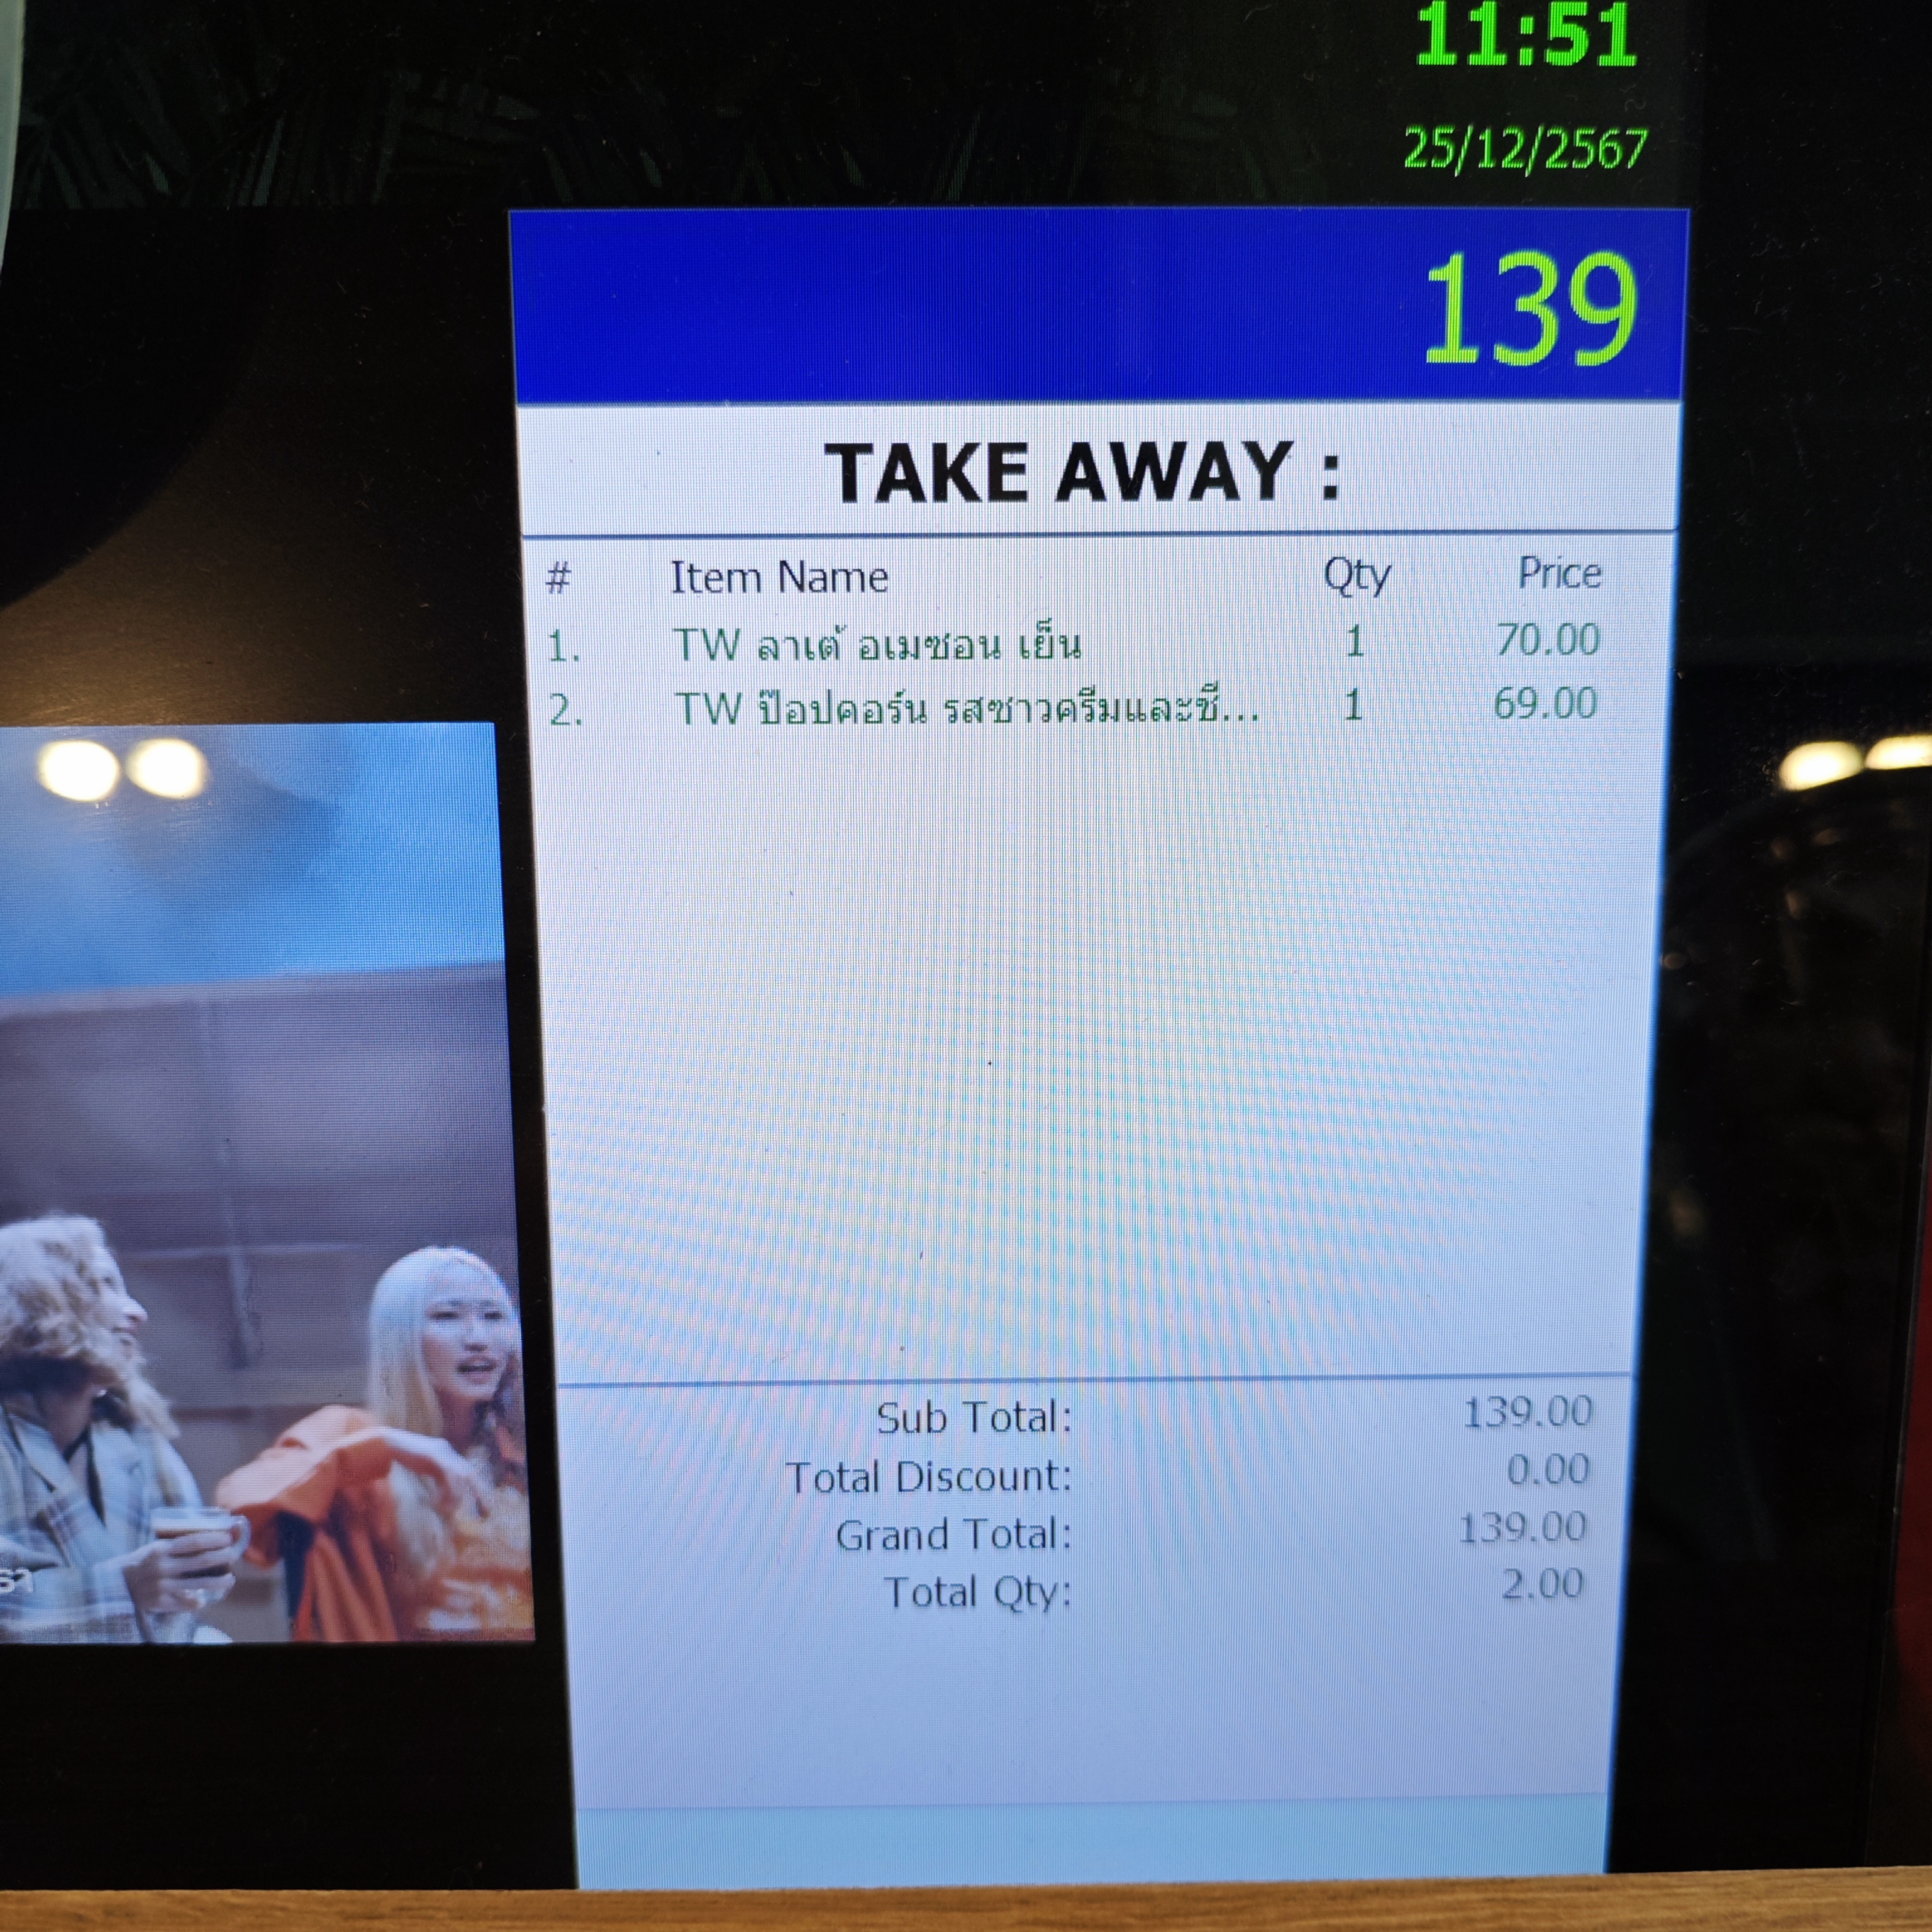 11:51
25/12/2567
139
TAKE AWAY :
# Item Name Qty Price
1. TW ลาเต้ อเมซอน เย็น 1 70.00
2. TW ป๊อปคอร์น รสซาวครีมและชี... 1 69.00
Sub Total: 139.00
Total Discount: 0.00
Grand Total: 139.00
Total Qty: 2.00
รา